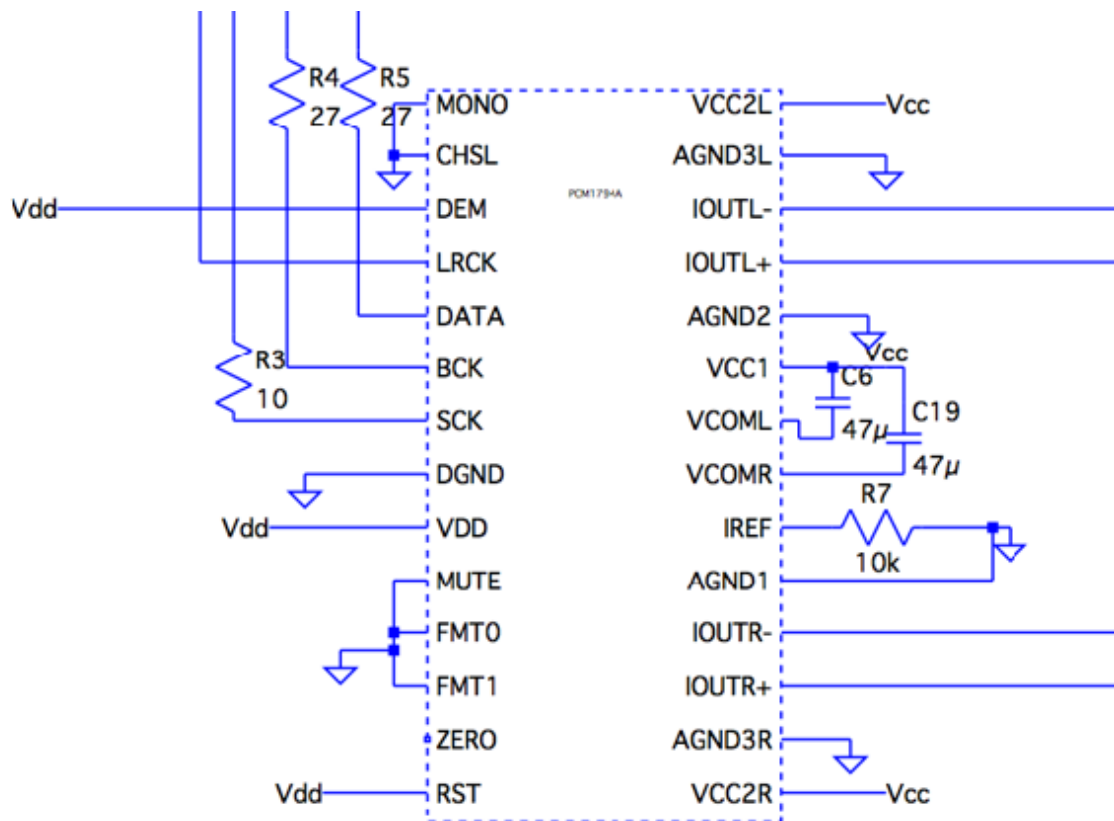 R4
27
R5
27
MONO
CHSL
Vdd
DEM
LRCK
DATA
R3
10
BCK
SCK
DGND
Vdd
VDD
MUTE
FMT0
FMT1
ZERO
Vdd
RST
PCM1794A
VCC2L
Vcc
AGND3L
IOUTL-
IOUTL+
AGND2
VCC1
Vcc
C6
47µ
C19
47µ
VCOML
VCOMR
IREF
R7
10k
AGND1
IOUTR-
IOUTR+
AGND3R
VCC2R
Vcc